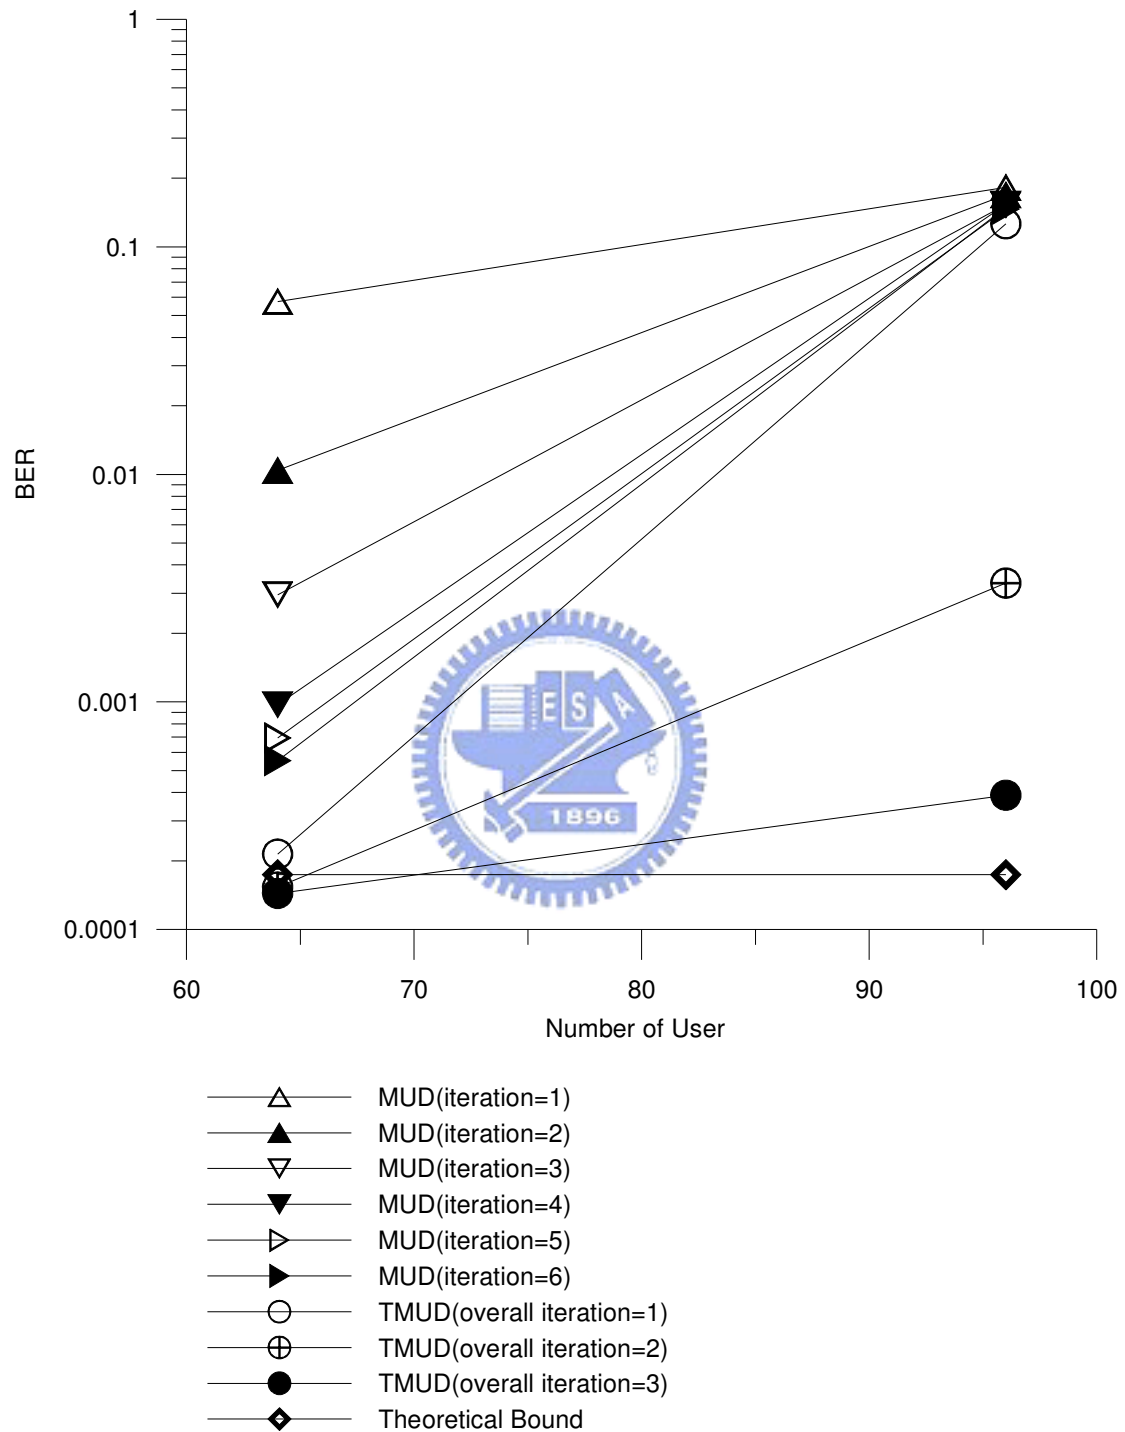 1
0.1
0.01
0.001
0.0001
BER
E S A
1896
60 70 80 90 100
Number of User
MUD(iteration=1)
MUD(iteration=2)
MUD(iteration=3)
MUD(iteration=4)
MUD(iteration=5)
MUD(iteration=6)
TMUD(overall iteration=1)
TMUD(overall iteration=2)
TMUD(overall iteration=3)
Theoretical Bound